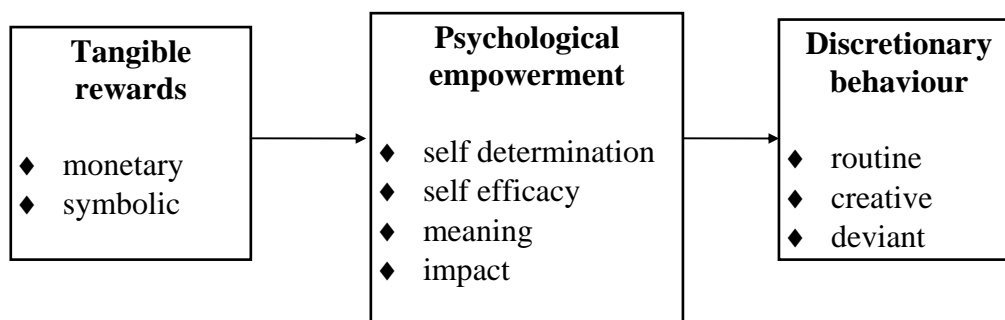 Tangible
rewards
♦ monetary
♦ symbolic
Psychological
empowerment
♦ self determination
♦ self efficacy
♦ meaning
♦ impact
Discretionary
behaviour
♦ routine
♦ creative
♦ deviant